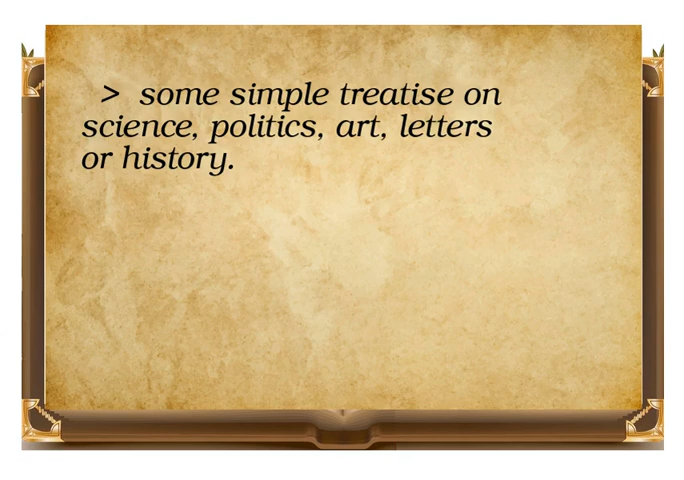 > some simple treatise on
science, politics, art, letters
or history.